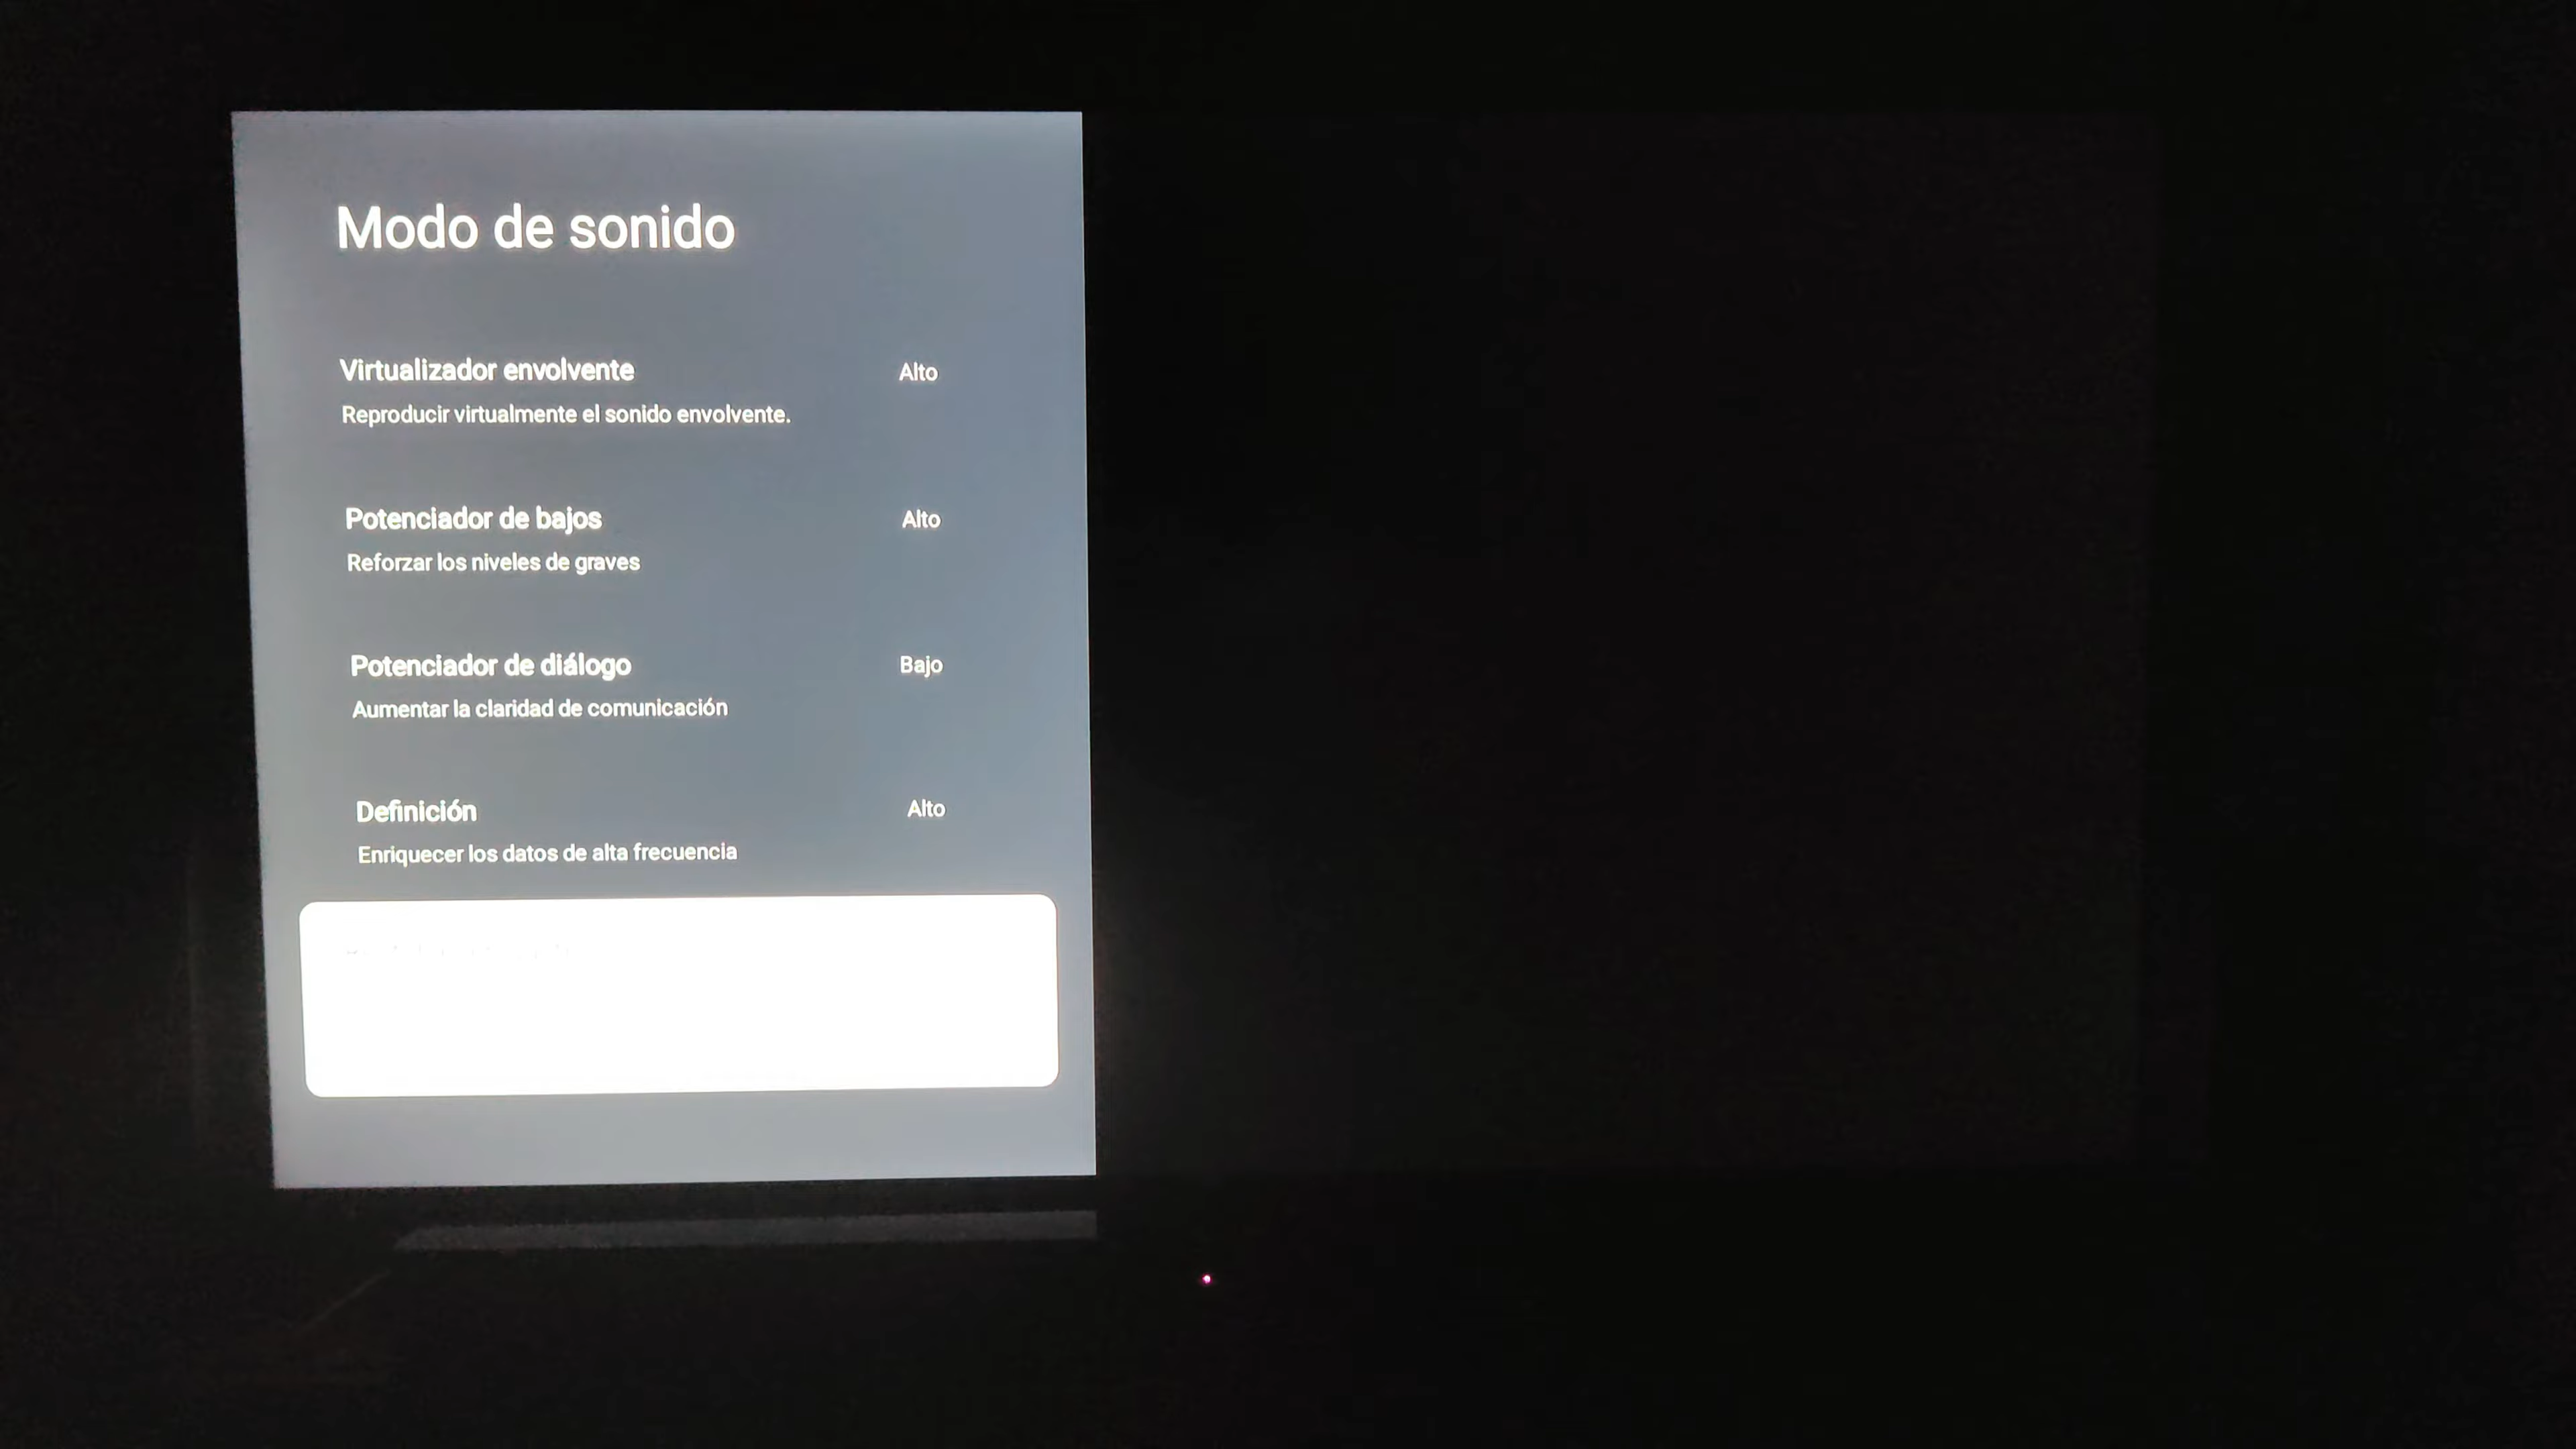 Modo de sonido
Virtualizador envolvente Alto
Reproducir virtualmente el sonido envolvente.
Potenciador de bajos Alto
Reforzar los niveles de graves
Potenciador de diálogo Bajo
Aumentar la claridad de comunicación
Definición Alto
Enriquecer los datos de alta frecuencia